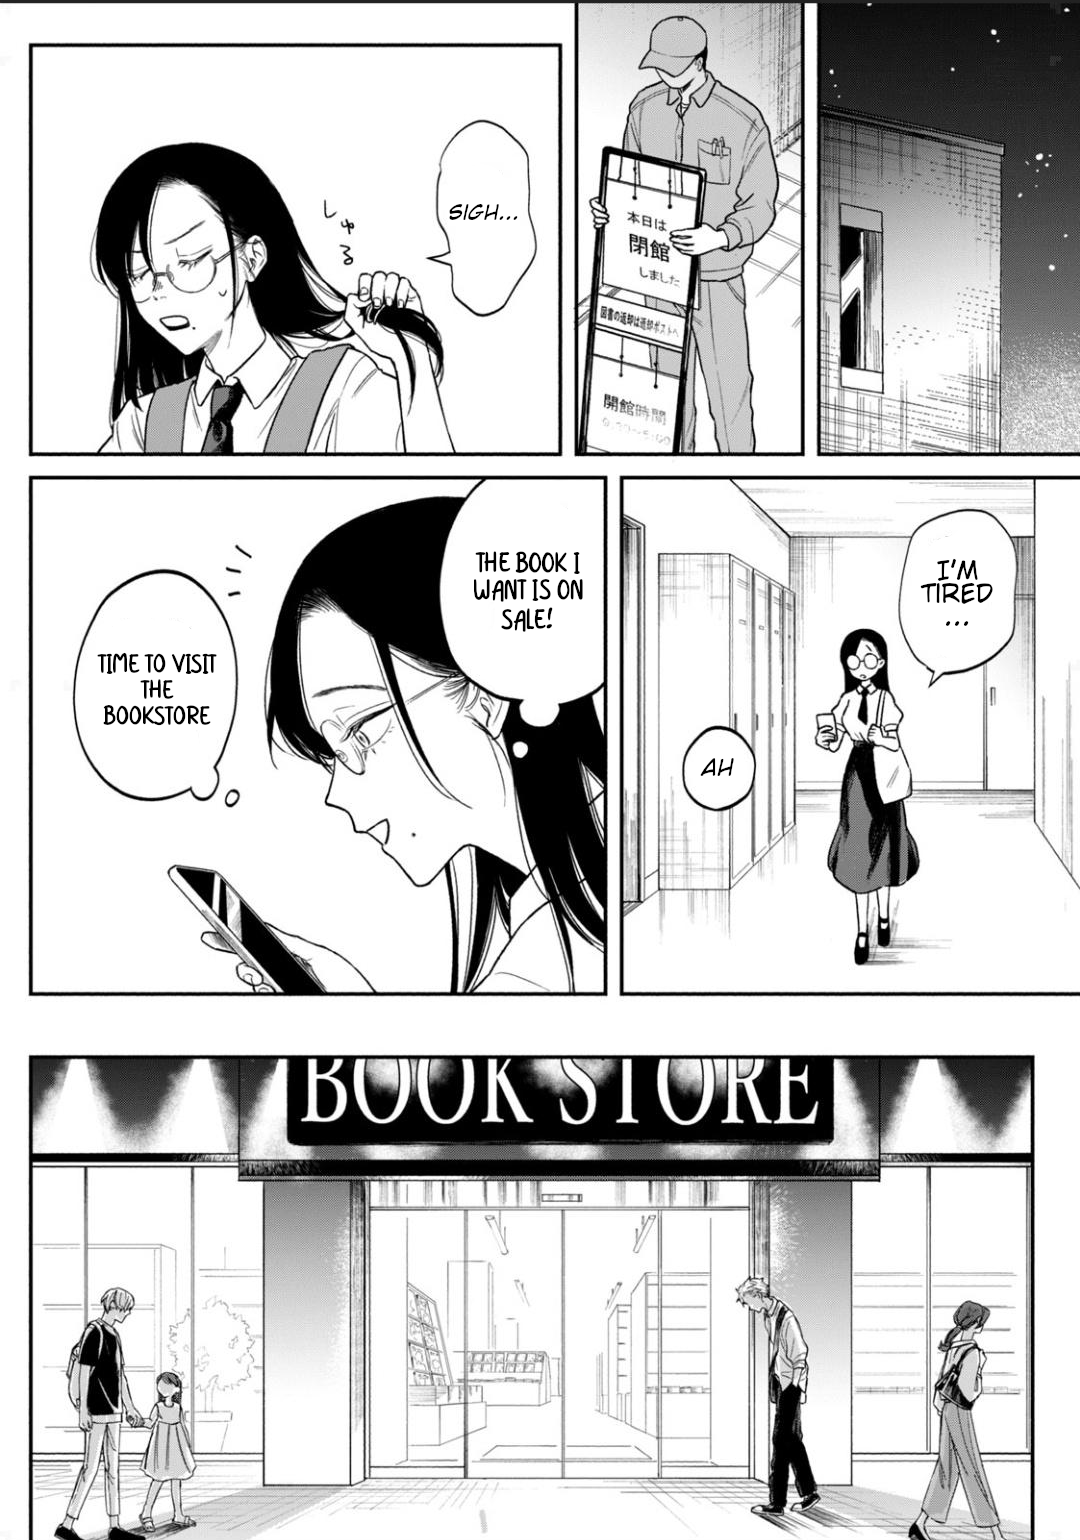 本日は
閉館
しました
図書の返却は返却ポストへ
開館時間
しゅる
SIGH...
I'M
TIRED
...
AH
THE BOOK I
WANT IS ON
SALE!
TIME TO VISIT
THE
BOOKSTORE
BOOK STORE